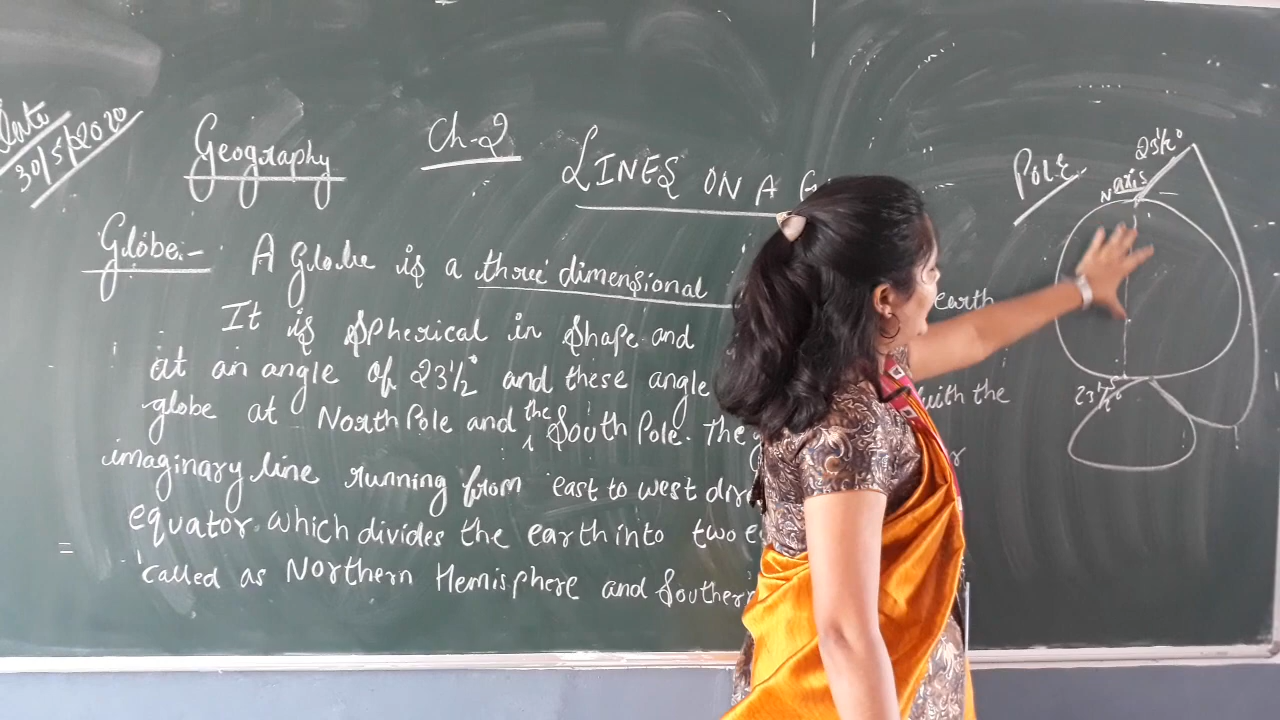 Date
30/5/2020
Geography
Ch-2
LINES ON A G
Globe:- A Globe is a three dimensional earth
It is Spherical in Shape and
at an angle of 23½° and these angle with the
globe at North Pole and the South Pole. The
imaginary line running from east to west
equator which divides the earth into two e
called as Northern Hemisphere and Southern
POLE
23½°
N axis
23½° S